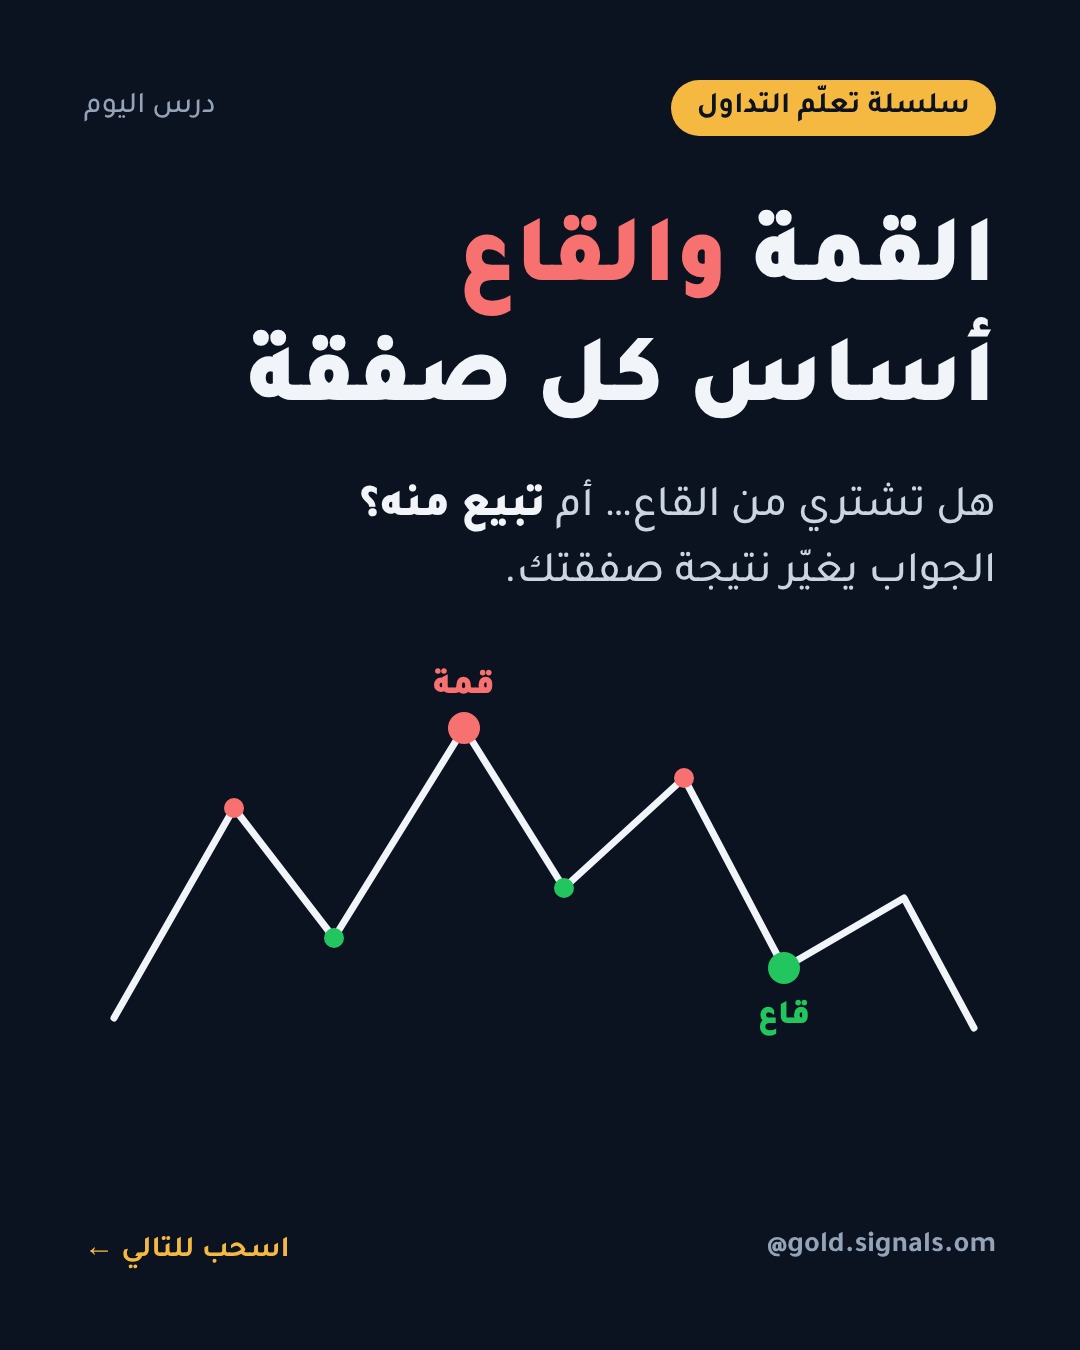 سلسلة تعلّم التداول
درس اليوم
القمة والقاع
أساس كل صفقة
هل تشتري من القاع... أم تبيع منه؟
الجواب يغيّر نتيجة صفقتك.
قمة
قاع
@gold.signals.om
اسحب للتالي ←